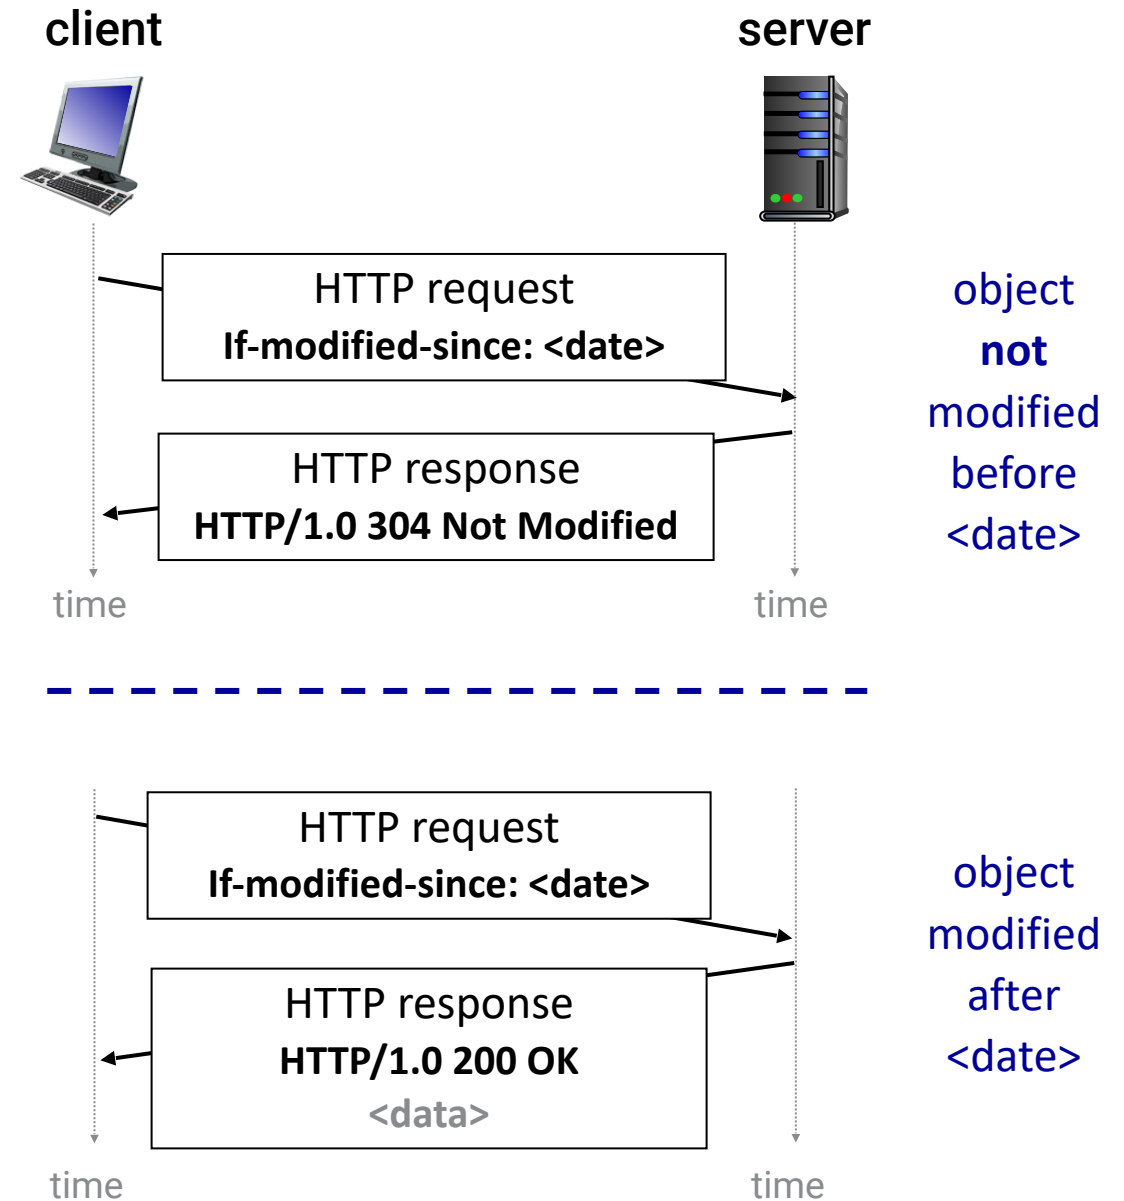 client
server
HTTP request
If-modified-since: <date>
HTTP response
HTTP/1.0 304 Not Modified
object
not
modified
before
<date>
time
time
HTTP request
If-modified-since: <date>
HTTP response
HTTP/1.0 200 OK
<data>
object
modified
after
<date>
time
time